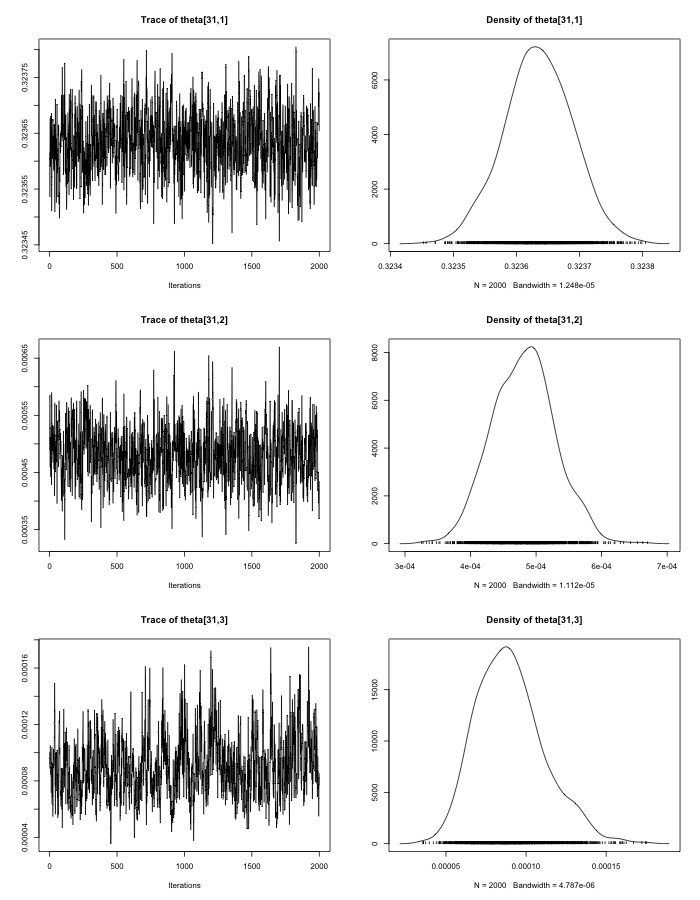 Trace of theta[31,1]
0.32345 0.32355 0.32365 0.32375
0 500 1000 1500 2000
Iterations
Density of theta[31,1]
0 2000 4000 6000
0.3234 0.3235 0.3236 0.3237 0.3238
N = 2000 Bandwidth = 1.248e-05
Trace of theta[31,2]
0.00035 0.00045 0.00055 0.00065
0 500 1000 1500 2000
Iterations
Density of theta[31,2]
0 2000 4000 6000 8000
3e-04 4e-04 5e-04 6e-04 7e-04
N = 2000 Bandwidth = 1.112e-05
Trace of theta[31,3]
0.00004 0.00008 0.00012 0.00016
0 500 1000 1500 2000
Iterations
Density of theta[31,3]
0 5000 10000 15000
0.00005 0.00010 0.00015
N = 2000 Bandwidth = 4.787e-06